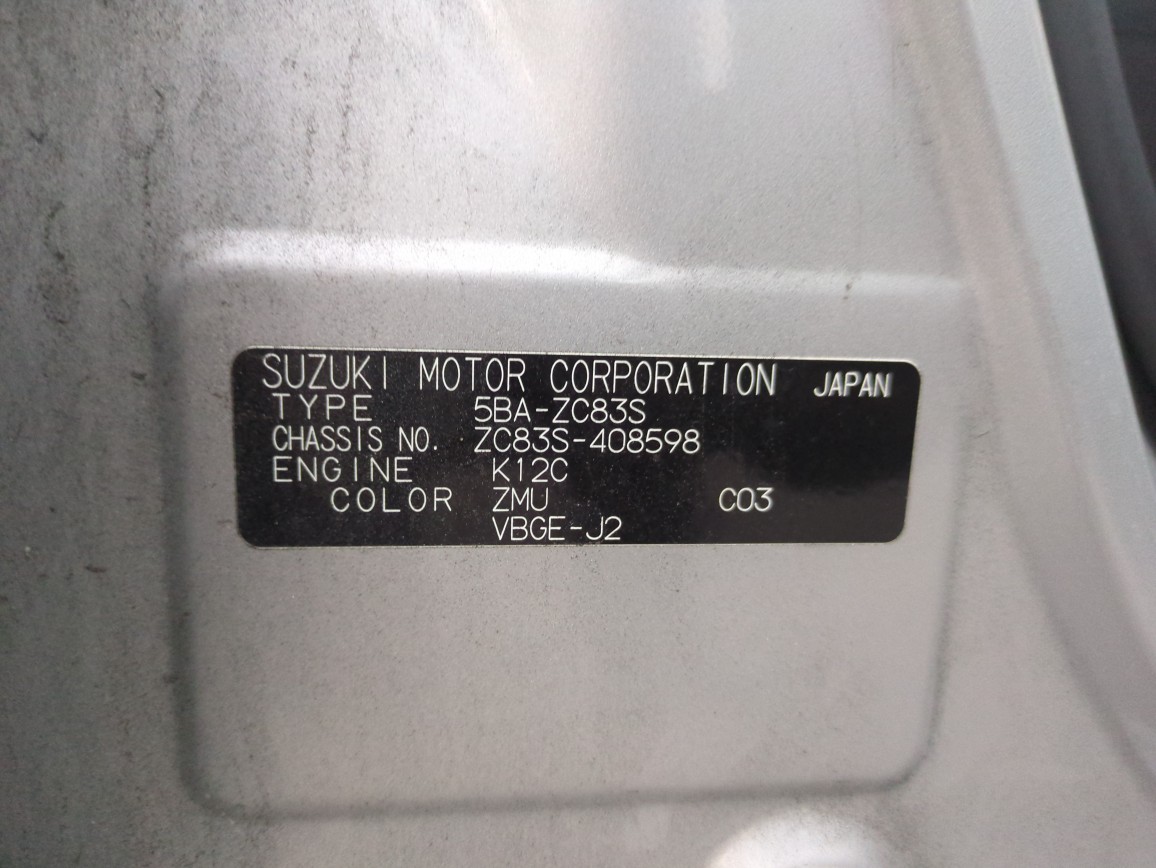 SUZUKI MOTOR CORPORATION JAPAN
TYPE 5BA-ZC83S
CHASSIS NO. ZC83S-408598
ENGINE K12C
COLOR ZMU C03
VBGE-J2